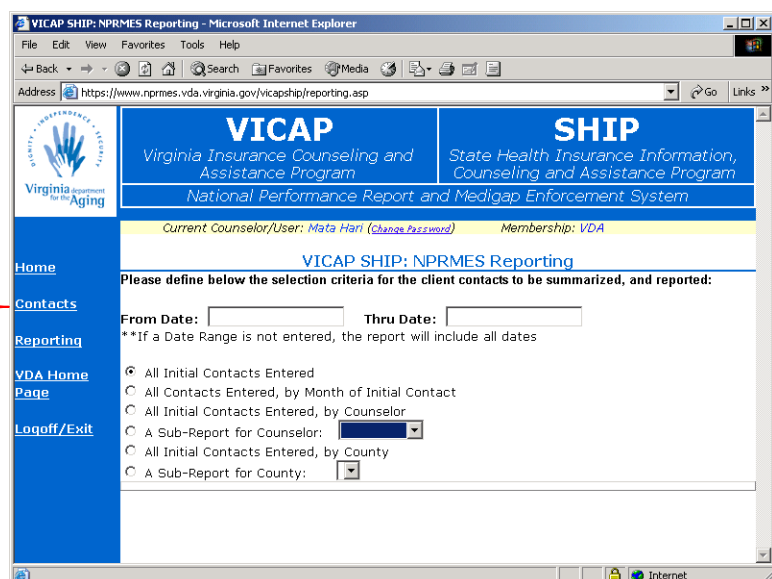 VICAP SHIP: NPRMES Reporting - Microsoft Internet Explorer
File Edit View Favorites Tools Help
Back Search Favorites Media
Address https://www.nprmes.vda.virginia.gov/vicapship/reporting.asp Go Links »
DIGNITY · INDEPENDENCE · SECURITY
Virginia department for the Aging
VICAP
Virginia Insurance Counseling and
Assistance Program
SHIP
State Health Insurance Information,
Counseling and Assistance Program
National Performance Report and Medigap Enforcement System
Current Counselor/User: Mata Hari (Change Password) Membership: VDA
Home
Contacts
Reporting
VDA Home
Page
Logoff/Exit
VICAP SHIP: NPRMES Reporting
Please define below the selection criteria for the client contacts to be summarized, and reported:
From Date: Thru Date:
**If a Date Range is not entered, the report will include all dates
All Initial Contacts Entered
All Contacts Entered, by Month of Initial Contact
All Initial Contacts Entered, by Counselor
A Sub-Report for Counselor:
All Initial Contacts Entered, by County
A Sub-Report for County:
Internet